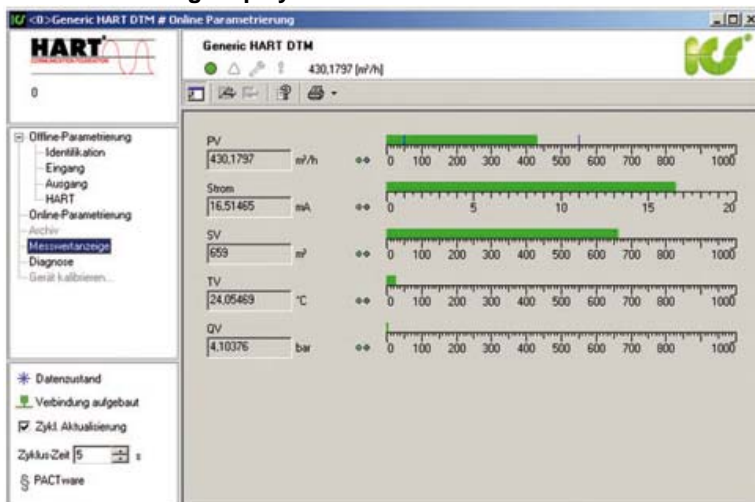 <0>Generic HART DTM # Online Parametrierung
HART
0
Generic HART DTM
430,1797 [m³/h]
Offline-Parametrierung
Identifikation
Eingang
Ausgang
HART
Online-Parametrierung
Archiv
Messwertanzeige
Diagnose
Gerät kalibrieren...
PV
430,1797 m³/h
0 100 200 300 400 500 600 700 800 1000
Strom
16,51465 mA
0 5 10 15 20
SV
659 m³
0 100 200 300 400 500 600 700 800 1000
TV
24,05469 °C
0 100 200 300 400 500 600 700 800 1000
QV
4,10376 bar
0 100 200 300 400 500 600 700 800 1000
Datenzustand
Verbindung aufgebaut
Zykl. Aktualisierung
Zyklus-Zeit 5 s
PACTware